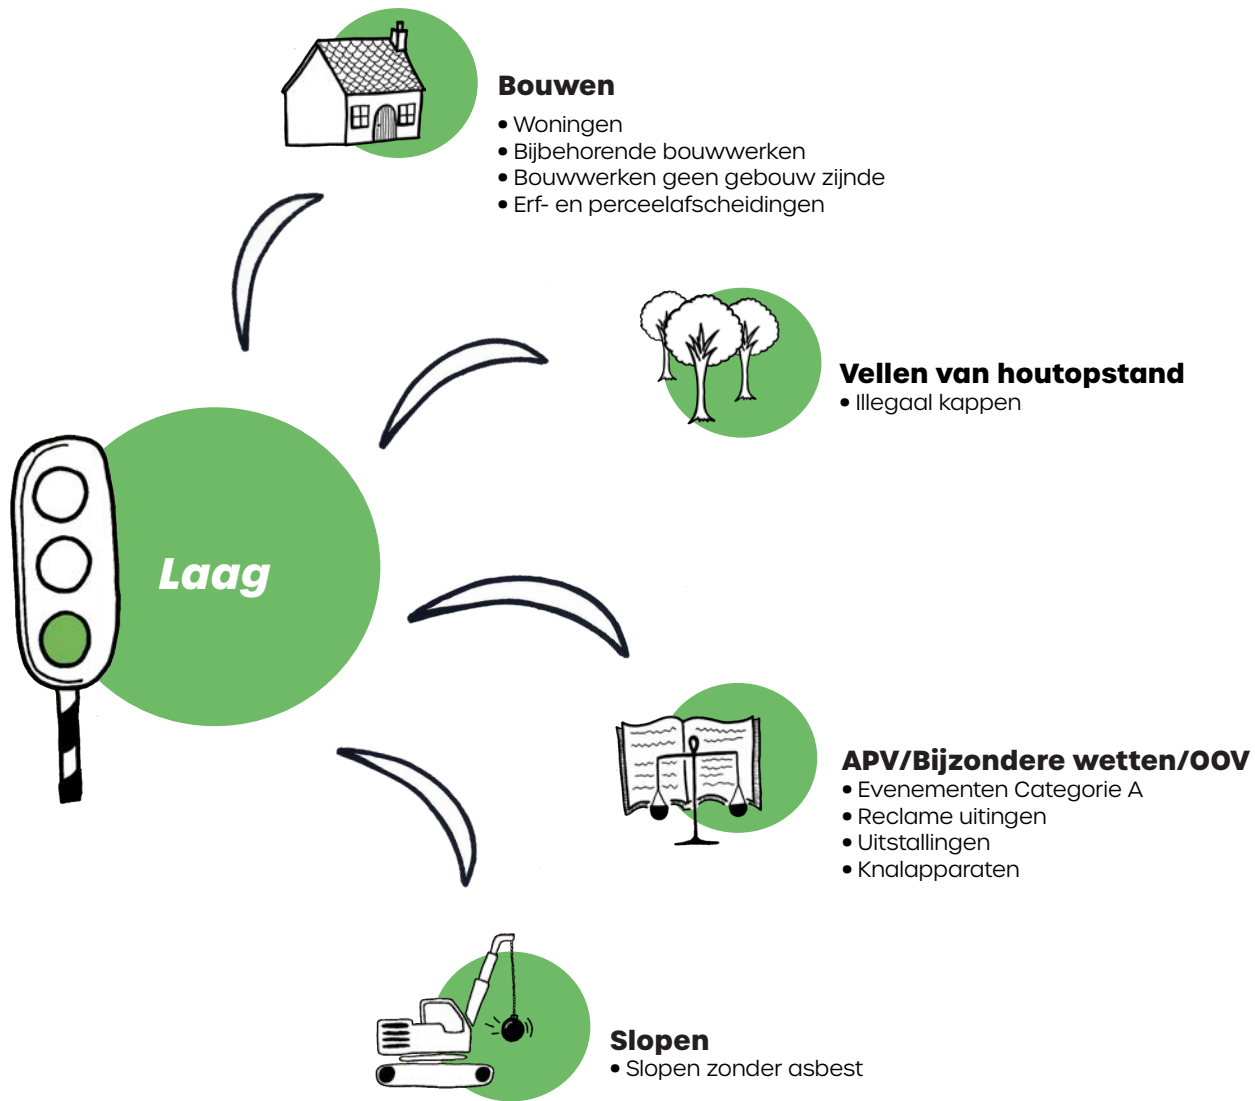 Bouwen
• Woningen
• Bijbehorende bouwwerken
• Bouwwerken geen gebouw zijnde
• Erf- en perceelafscheidingen
Vellen van houtopstand
• Illegaal kappen
Laag
APV/Bijzondere wetten/OOV
• Evenementen Categorie A
• Reclame uitingen
• Uitstallingen
• Knalapparaten
Slopen
• Slopen zonder asbest